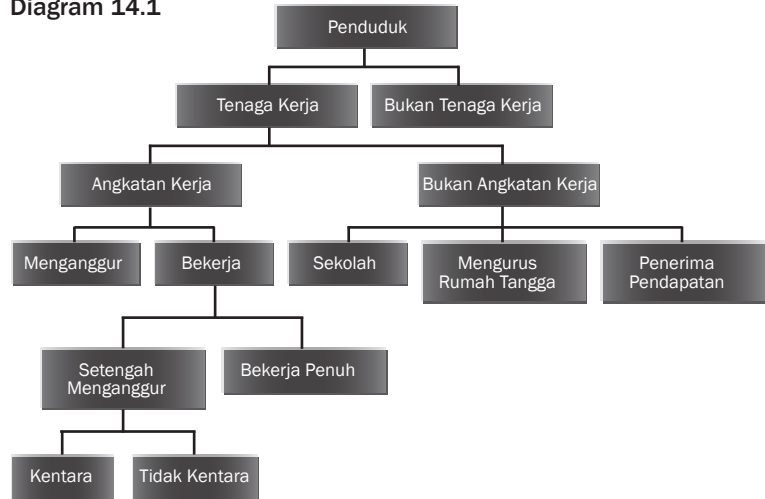 Diagram 14.1
Penduduk
Tenaga Kerja
Bukan Tenaga Kerja
Angkatan Kerja
Bukan Angkatan Kerja
Menganggur
Bekerja
Sekolah
Mengurus
Rumah Tangga
Penerima
Pendapatan
Setengah
Menganggur
Bekerja Penuh
Kentara
Tidak Kentara